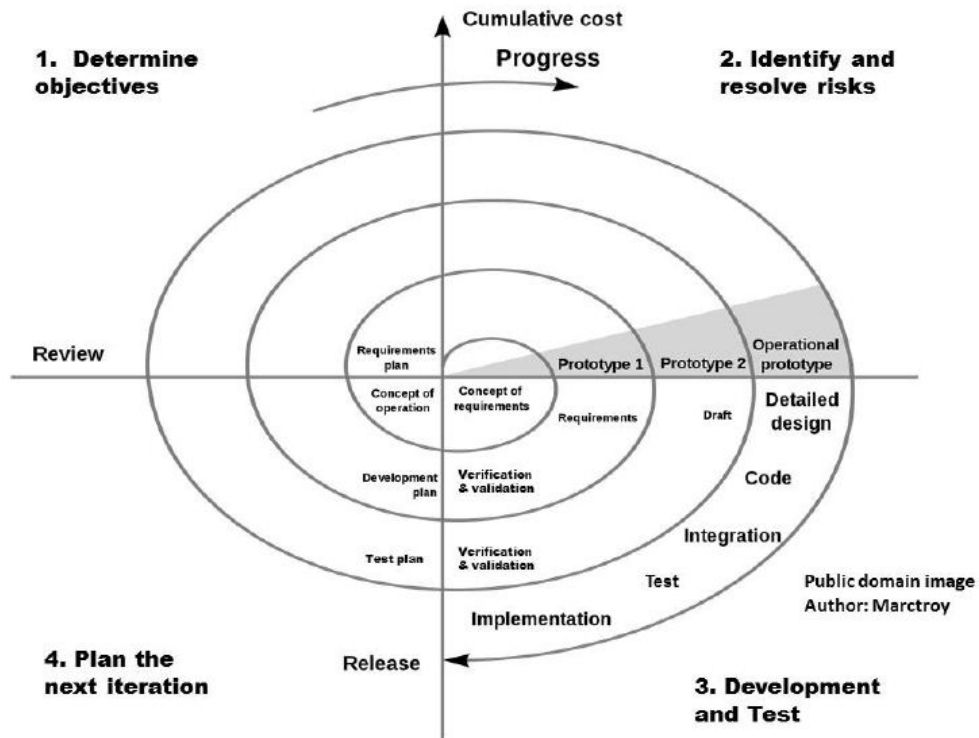 Cumulative cost
1. Determine
objectives
Progress
2. Identify and
resolve risks
Review
Requirements
plan
Prototype 1
Prototype 2
Operational
prototype
Concept of
operation
Concept of
requirements
Requirements
Draft
Detailed
design
Development
plan
Verification
& validation
Code
Test plan
Verification
& validation
Integration
Test
Implementation
Public domain image
Author: Marctroy
4. Plan the
next iteration
Release
3. Development
and Test